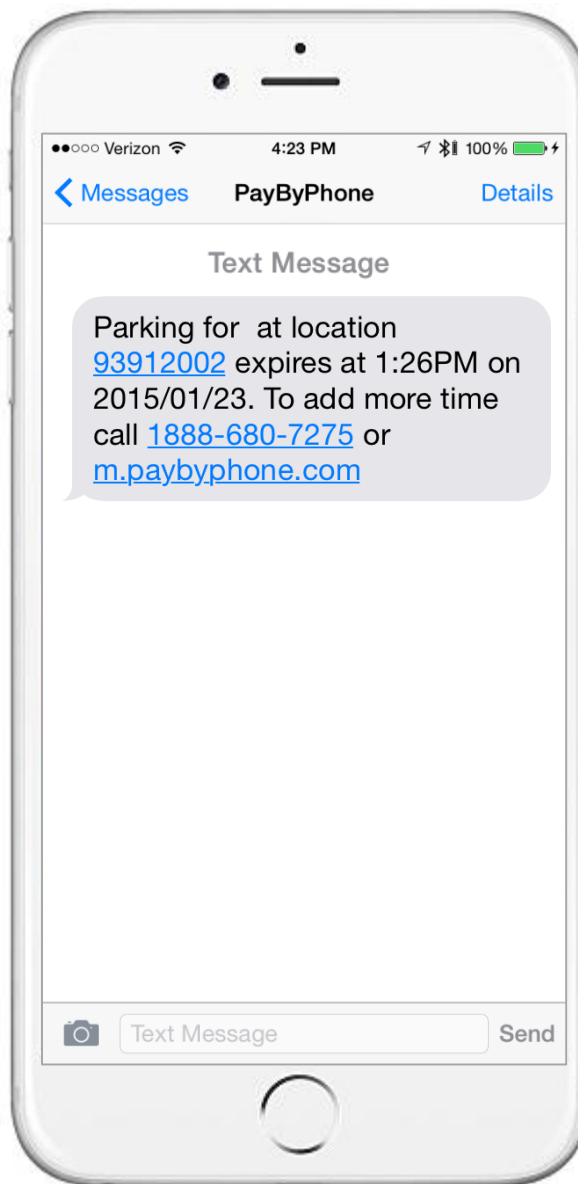 ●●○○○ Verizon 4:23 PM 100%
Messages PayByPhone Details
Text Message
Parking for  at location
93912002 expires at 1:26PM on
2015/01/23. To add more time
call 1888-680-7275 or
m.paybyphone.com
Text Message Send